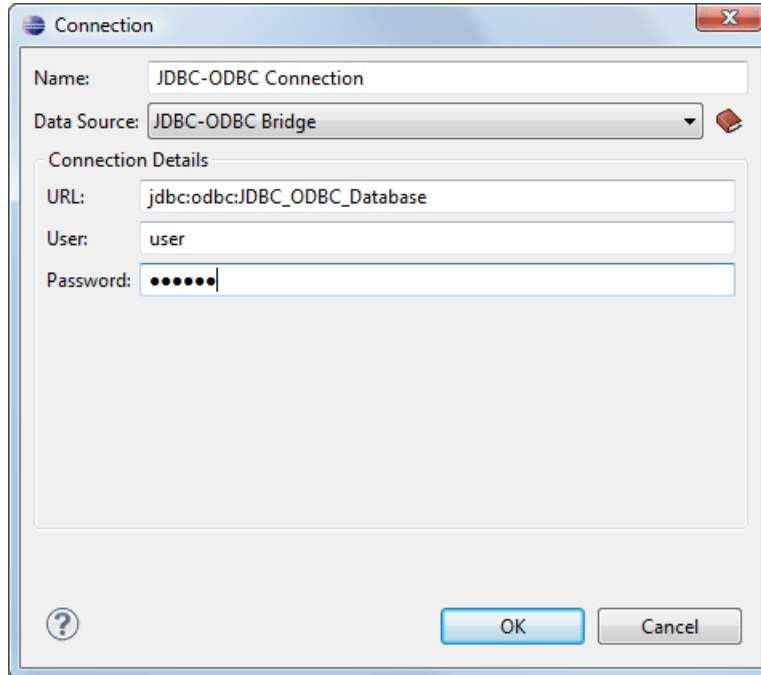 Connection
Name: JDBC-ODBC Connection
Data Source: JDBC-ODBC Bridge
Connection Details
URL: jdbc:odbc:JDBC_ODBC_Database
User: user
Password: ●●●●●●
? OK Cancel